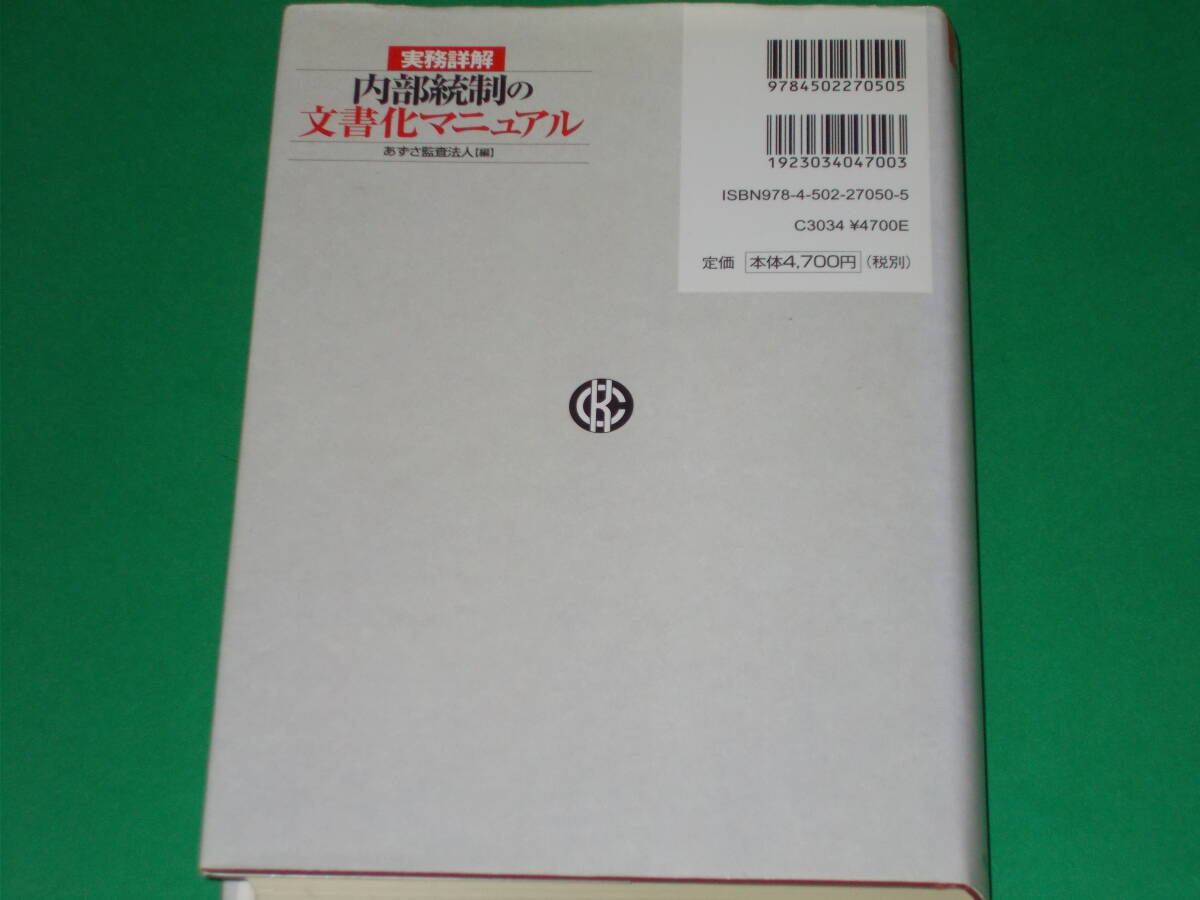 実務詳解
内部統制の
文書化マニュアル
あずさ監査法人[編]
9784502270505
1923034047003
ISBN978-4-502-27050-5
C3034 ¥4700E
定価 本体4,700円(税別)